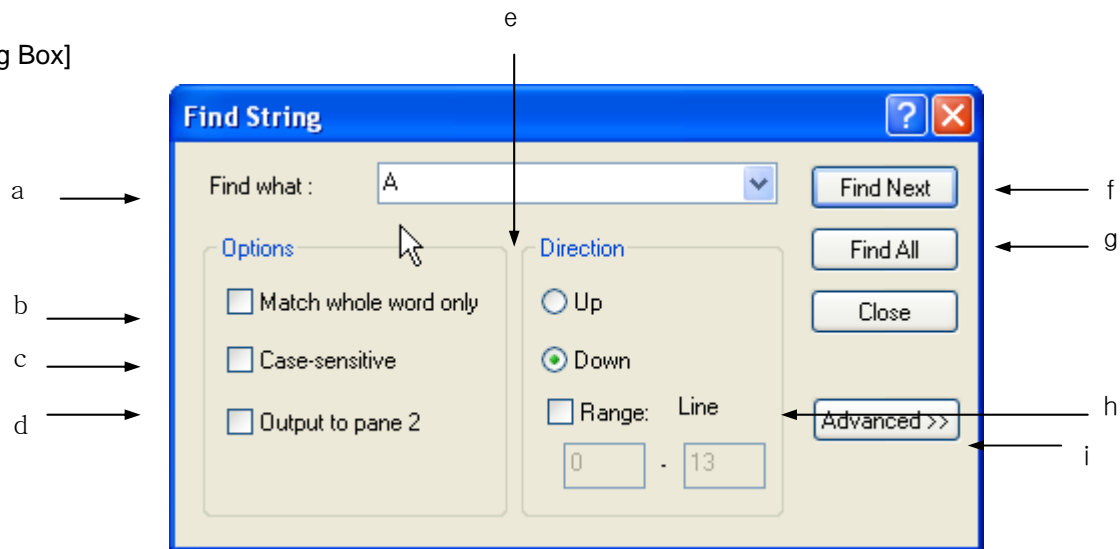 e
g Box]
Find String
a
Find what :
A
Find Next
f
Find All
g
Options
Direction
b
Match whole word only
Up
Close
c
Case-sensitive
Down
d
Output to pane 2
Range:
Line
Advanced >>
h
0
-
13
i